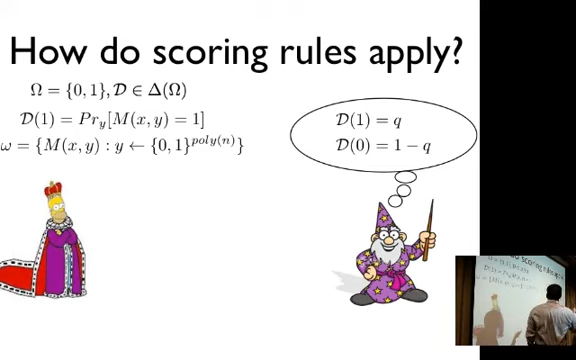 How do scoring rules apply?
Ω = {0, 1}, 𝒟 ∈ Δ(Ω)
𝒟(1) = Pr_y[M(x, y) = 1]
ω = {M(x, y) : y ← {0, 1}^{poly(n)}}
𝒟(1) = q
𝒟(0) = 1 − q